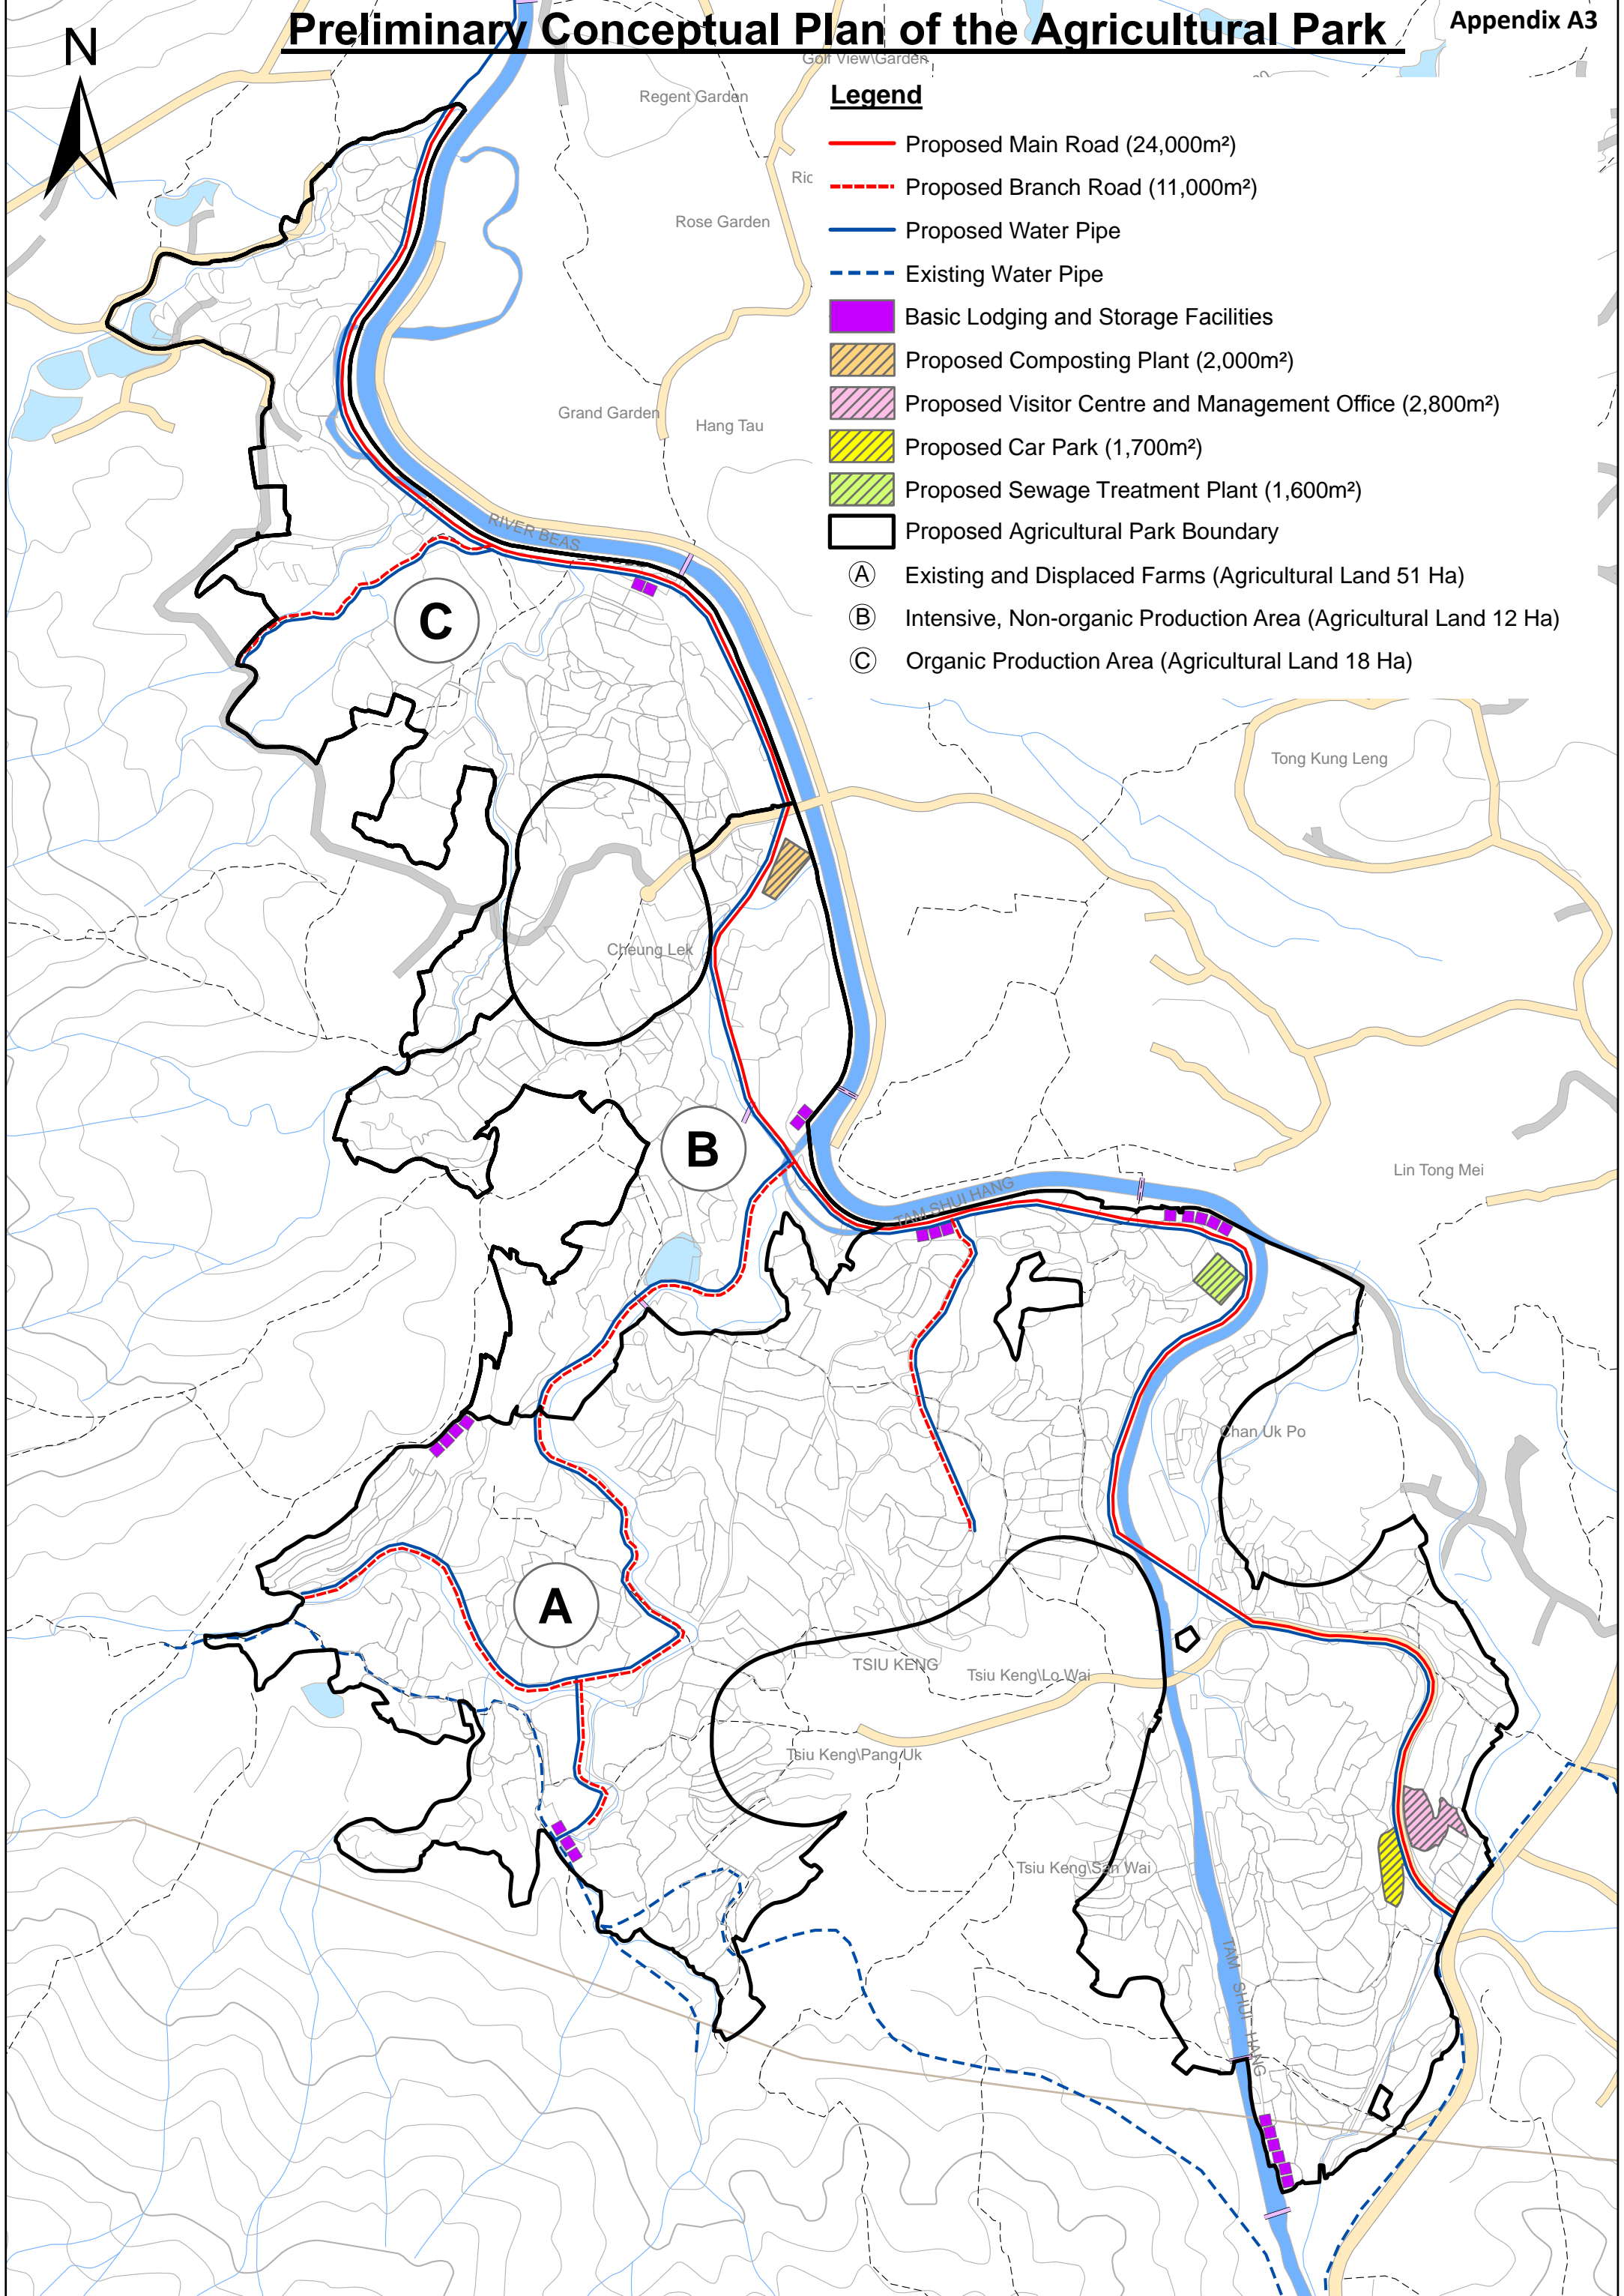 Preliminary Conceptual Plan of the Agricultural Park
Appendix A3
N
Golf View\Garden
Regent Garden
Ric
Rose Garden
Grand Garden
Hang Tau
Legend
Proposed Main Road (24,000m²)
Proposed Branch Road (11,000m²)
Proposed Water Pipe
Existing Water Pipe
Basic Lodging and Storage Facilities
Proposed Composting Plant (2,000m²)
Proposed Visitor Centre and Management Office (2,800m²)
Proposed Car Park (1,700m²)
Proposed Sewage Treatment Plant (1,600m²)
Proposed Agricultural Park Boundary
A Existing and Displaced Farms (Agricultural Land 51 Ha)
B Intensive, Non-organic Production Area (Agricultural Land 12 Ha)
C Organic Production Area (Agricultural Land 18 Ha)
RIVER BEAS
C
Tong Kung Leng
Cheung Lek
B
Lin Tong Mei
TAM SHUI HANG
Chan Uk Po
A
TSIU KENG
Tsiu Keng\Lo Wai
Tsiu Keng\Pang Uk
Tsiu Keng\San Wai
TAM SHUI HANG